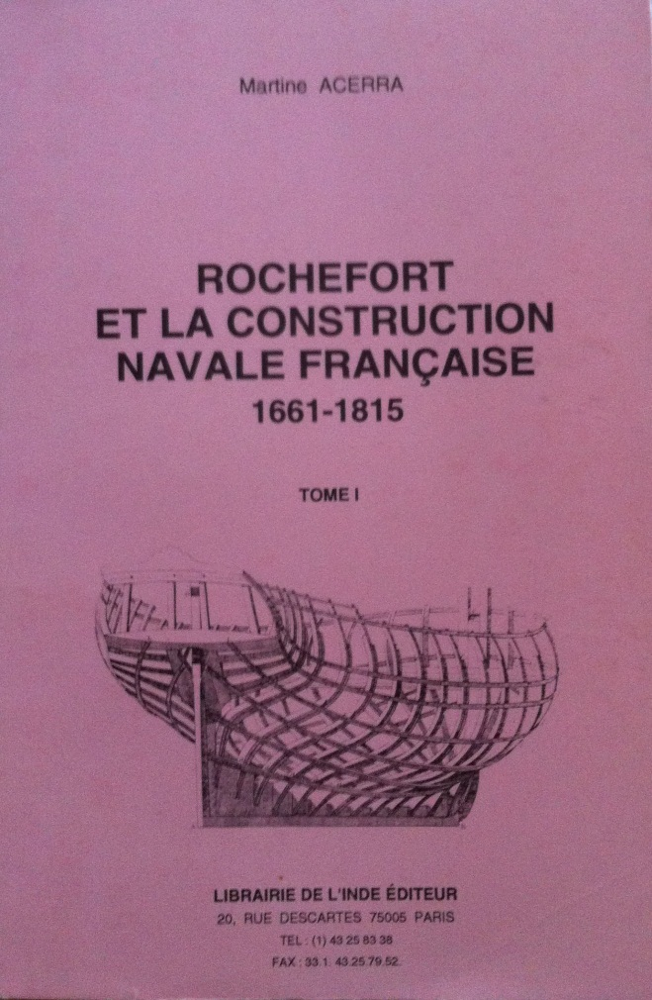 Martine ACERRA
ROCHEFORT
ET LA CONSTRUCTION
NAVALE FRANÇAISE
1661-1815
TOME I
LIBRAIRIE DE L'INDE ÉDITEUR
20, RUE DESCARTES 75005 PARIS
TEL : (1) 43 25 83 38
FAX : 33.1. 43.25.79.52.